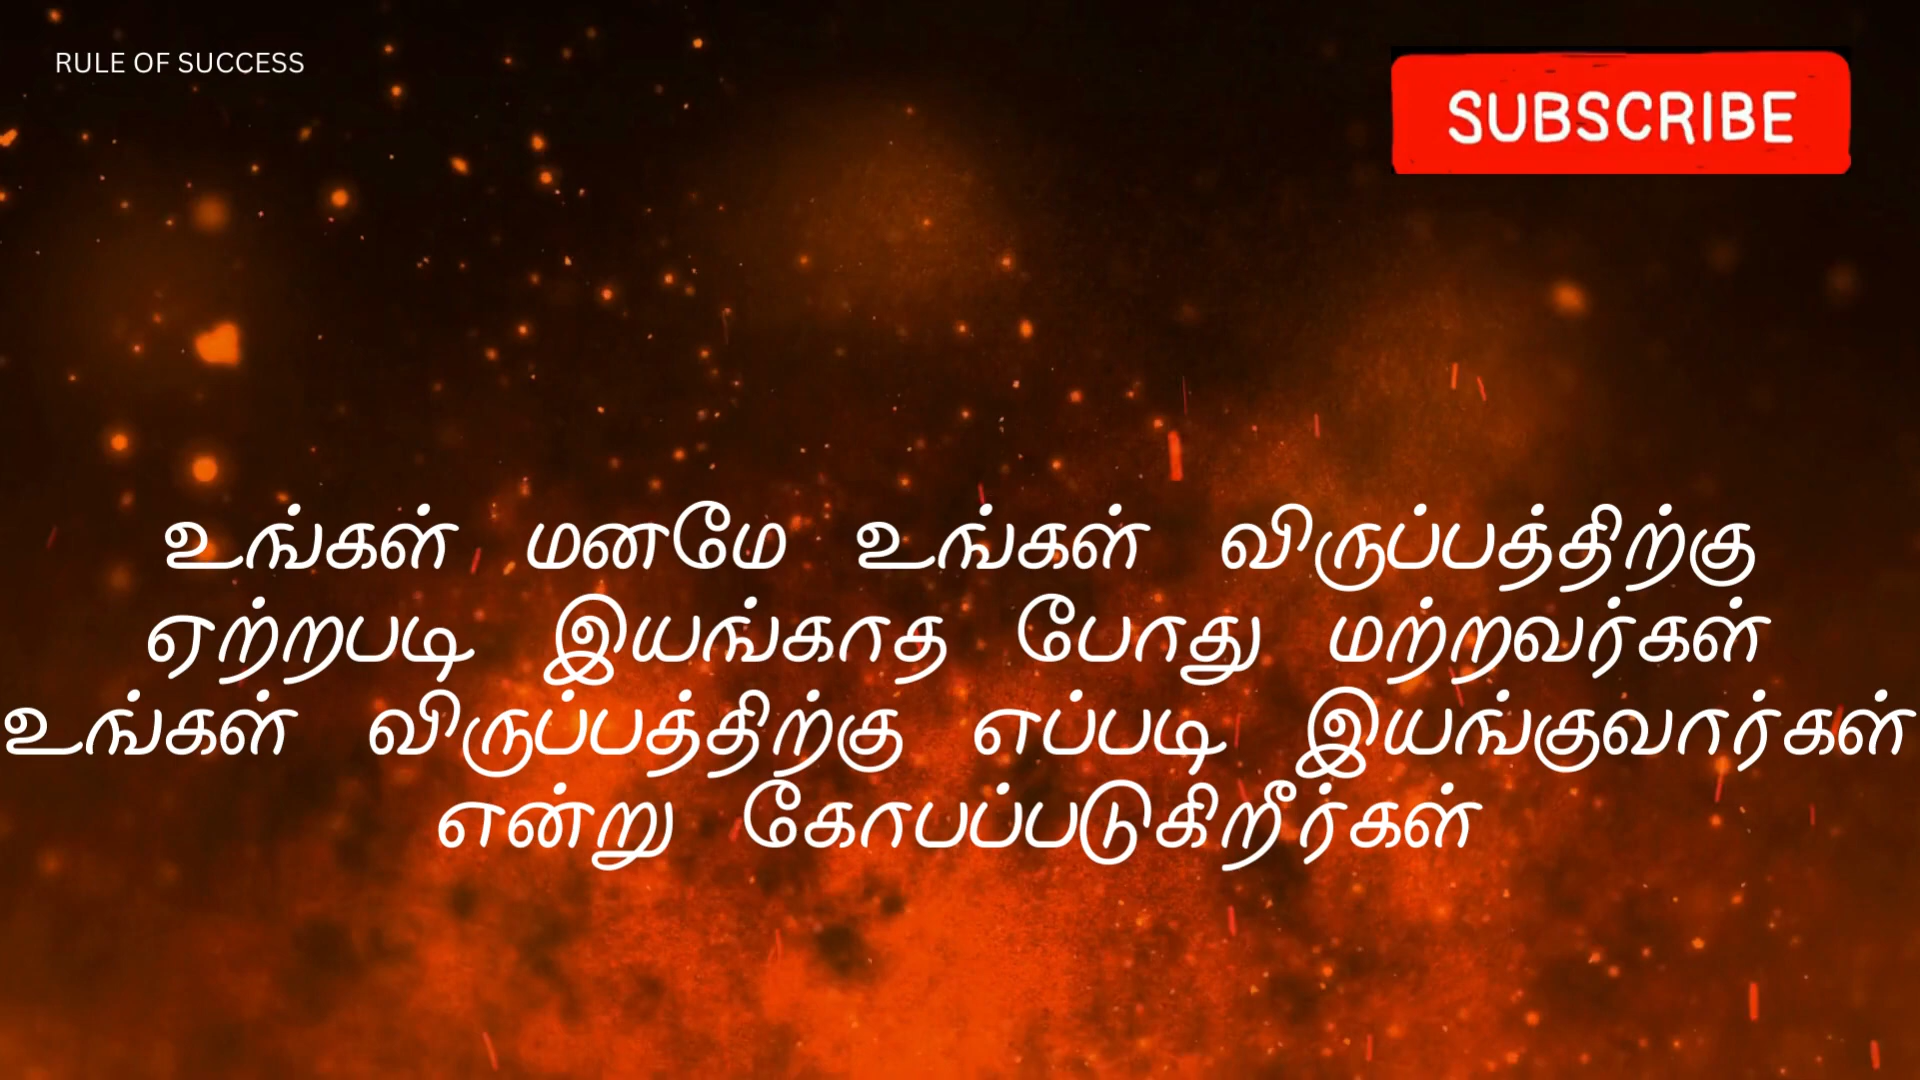 RULE OF SUCCESS
SUBSCRIBE
உங்கள் மனமே உங்கள் விருப்பத்திற்கு
ஏற்றபடி இயங்காத போது மற்றவர்கள்
உங்கள் விருப்பத்திற்கு எப்படி இயங்குவார்கள்
என்று கோபப்படுகிறீர்கள்